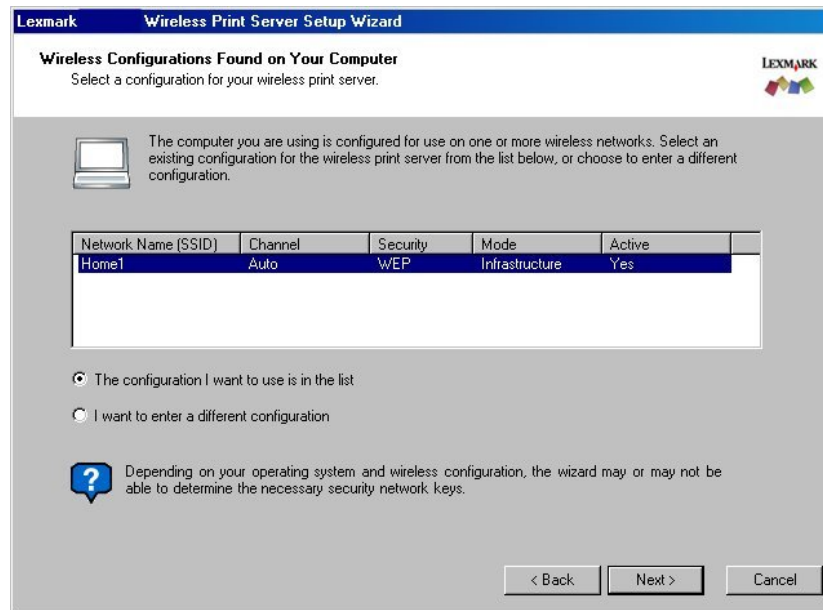 Lexmark Wireless Print Server Setup Wizard
Wireless Configurations Found on Your Computer
Select a configuration for your wireless print server.
LEXMARK
The computer you are using is configured for use on one or more wireless networks. Select an
existing configuration for the wireless print server from the list below, or choose to enter a different
configuration.
Network Name (SSID) Channel Security Mode Active
Home1 Auto WEP Infrastructure Yes
The configuration I want to use is in the list
I want to enter a different configuration
?
Depending on your operating system and wireless configuration, the wizard may or may not be
able to determine the necessary security network keys.
< Back Next > Cancel